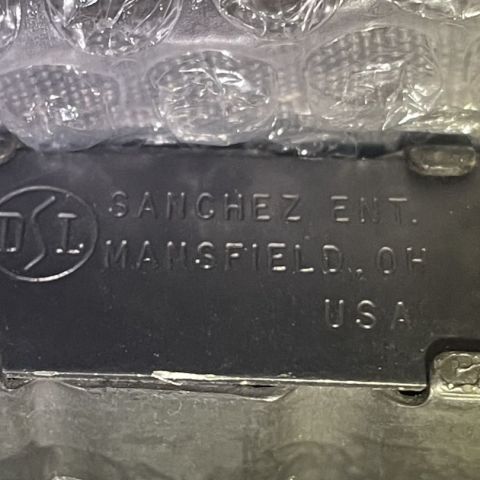 DSL
SANCHEZ ENT.
MANSFIELD, OH
USA